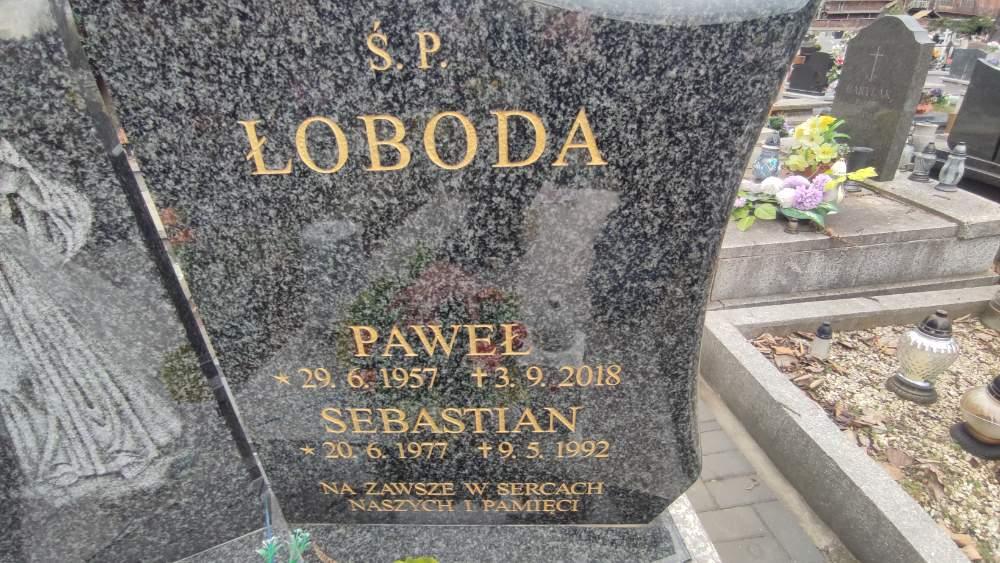 Ś. P.
ŁOBODA
PAWEŁ
★ 29. 6. 1957 ✝ 3. 9. 2018
SEBASTIAN
★ 20. 6. 1977 ✝ 9. 5. 1992
NA ZAWSZE W SERCACH
NASZYCH I PAMIĘCI